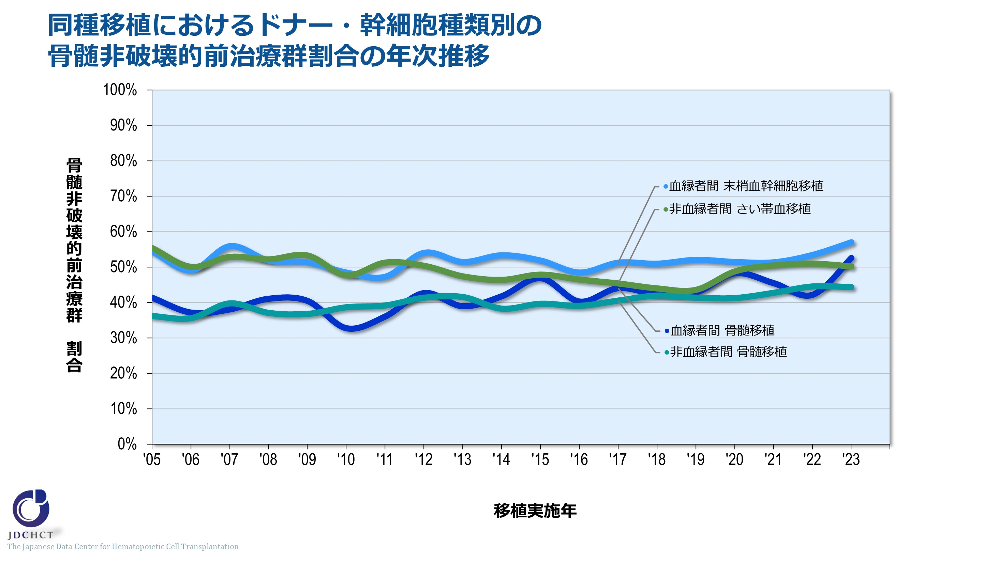 同種移植におけるドナー・幹細胞種類別の
骨髄非破壊的前治療群割合の年次推移
骨髄非破壊的前治療群 割合
100%
90%
80%
70%
60%
50%
40%
30%
20%
10%
0%
•血縁者間 末梢血幹細胞移植
•非血縁者間 さい帯血移植
•血縁者間 骨髄移植
•非血縁者間 骨髄移植
'05 '06 '07 '08 '09 '10 '11 '12 '13 '14 '15 '16 '17 '18 '19 '20 '21 '22 '23
移植実施年
JDCHCT
The Japanese Data Center for Hematopoietic Cell Transplantation